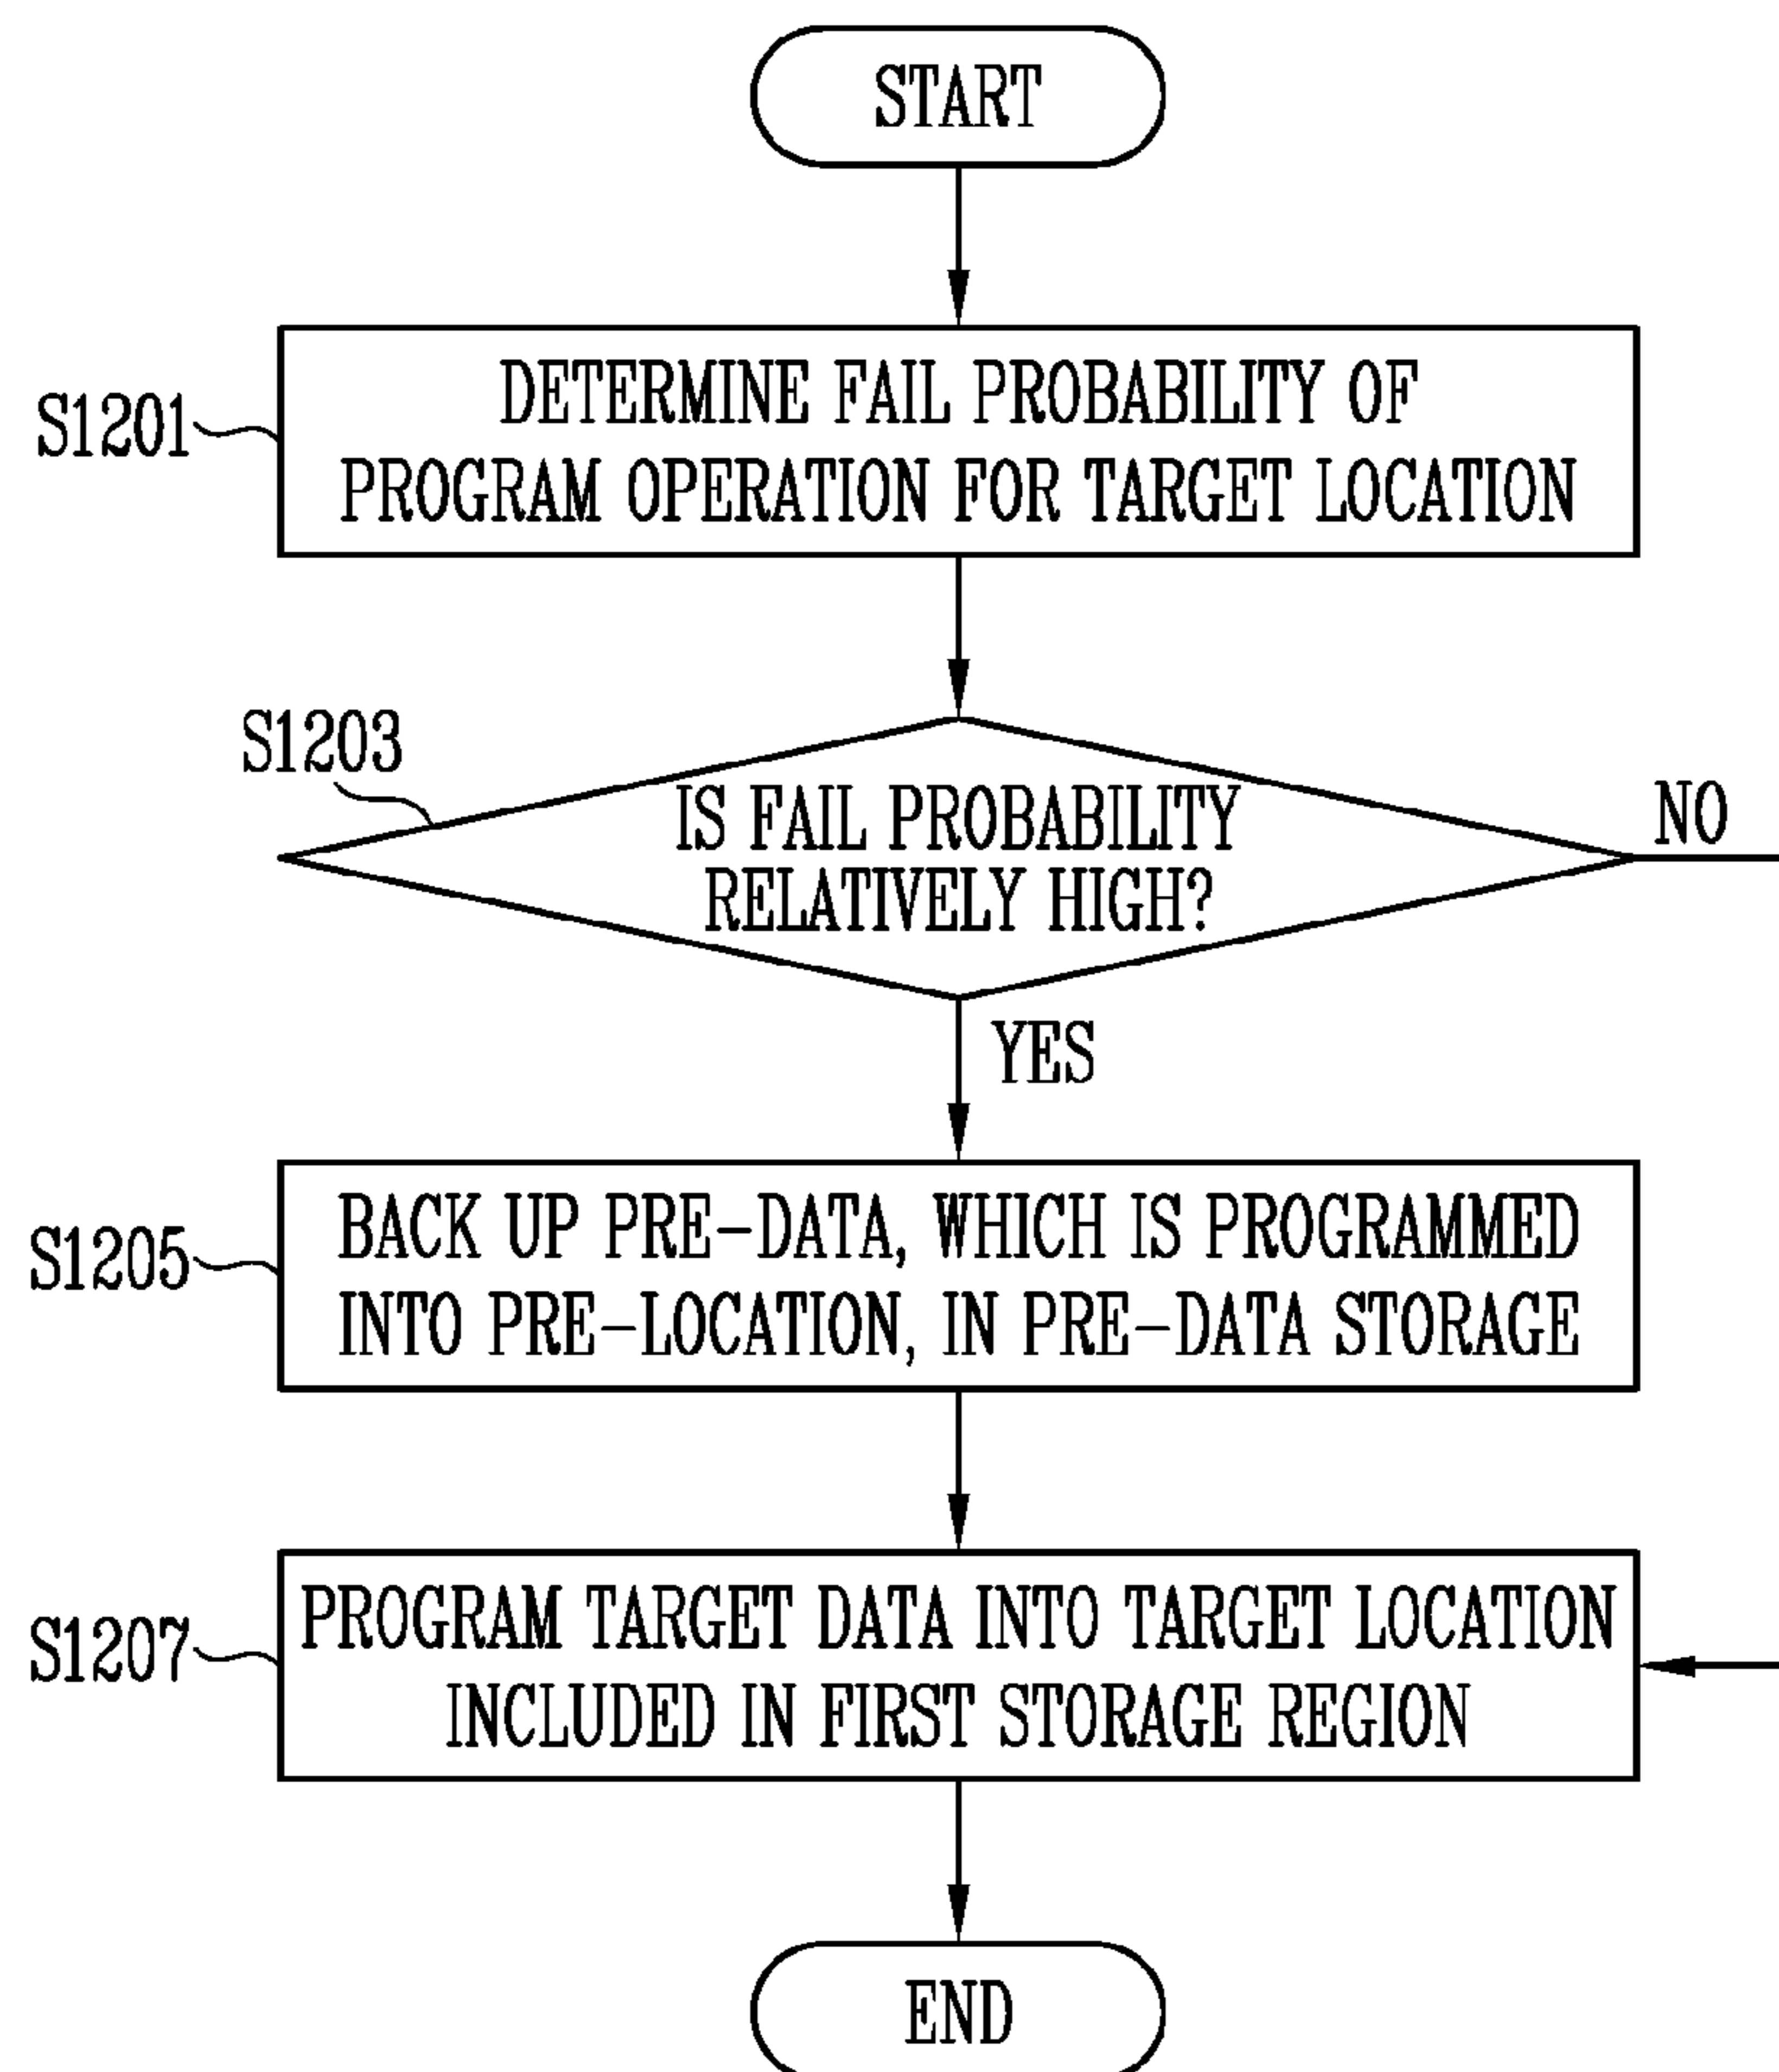 START
S1201
DETERMINE FAIL PROBABILITY OF
PROGRAM OPERATION FOR TARGET LOCATION
S1203
IS FAIL PROBABILITY
RELATIVELY HIGH?
NO
YES
S1205
BACK UP PRE-DATA, WHICH IS PROGRAMMED
INTO PRE-LOCATION, IN PRE-DATA STORAGE
S1207
PROGRAM TARGET DATA INTO TARGET LOCATION
INCLUDED IN FIRST STORAGE REGION
END